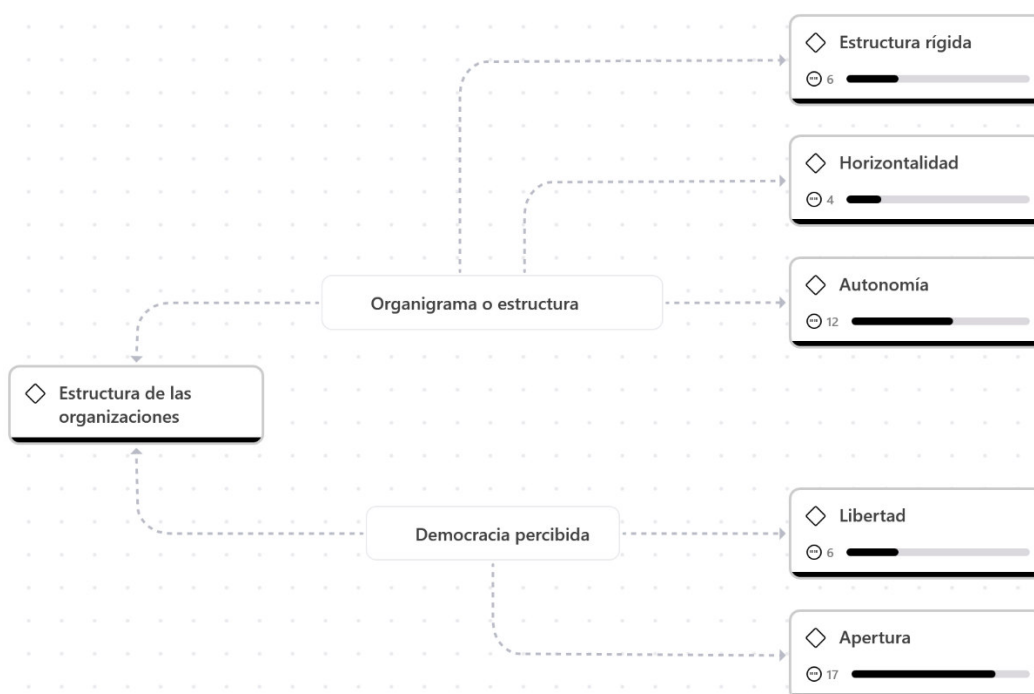 Estructura rígida
6
Horizontalidad
4
Organigrama o estructura
Autonomía
12
Estructura de las
organizaciones
Libertad
6
Democracia percibida
Apertura
17